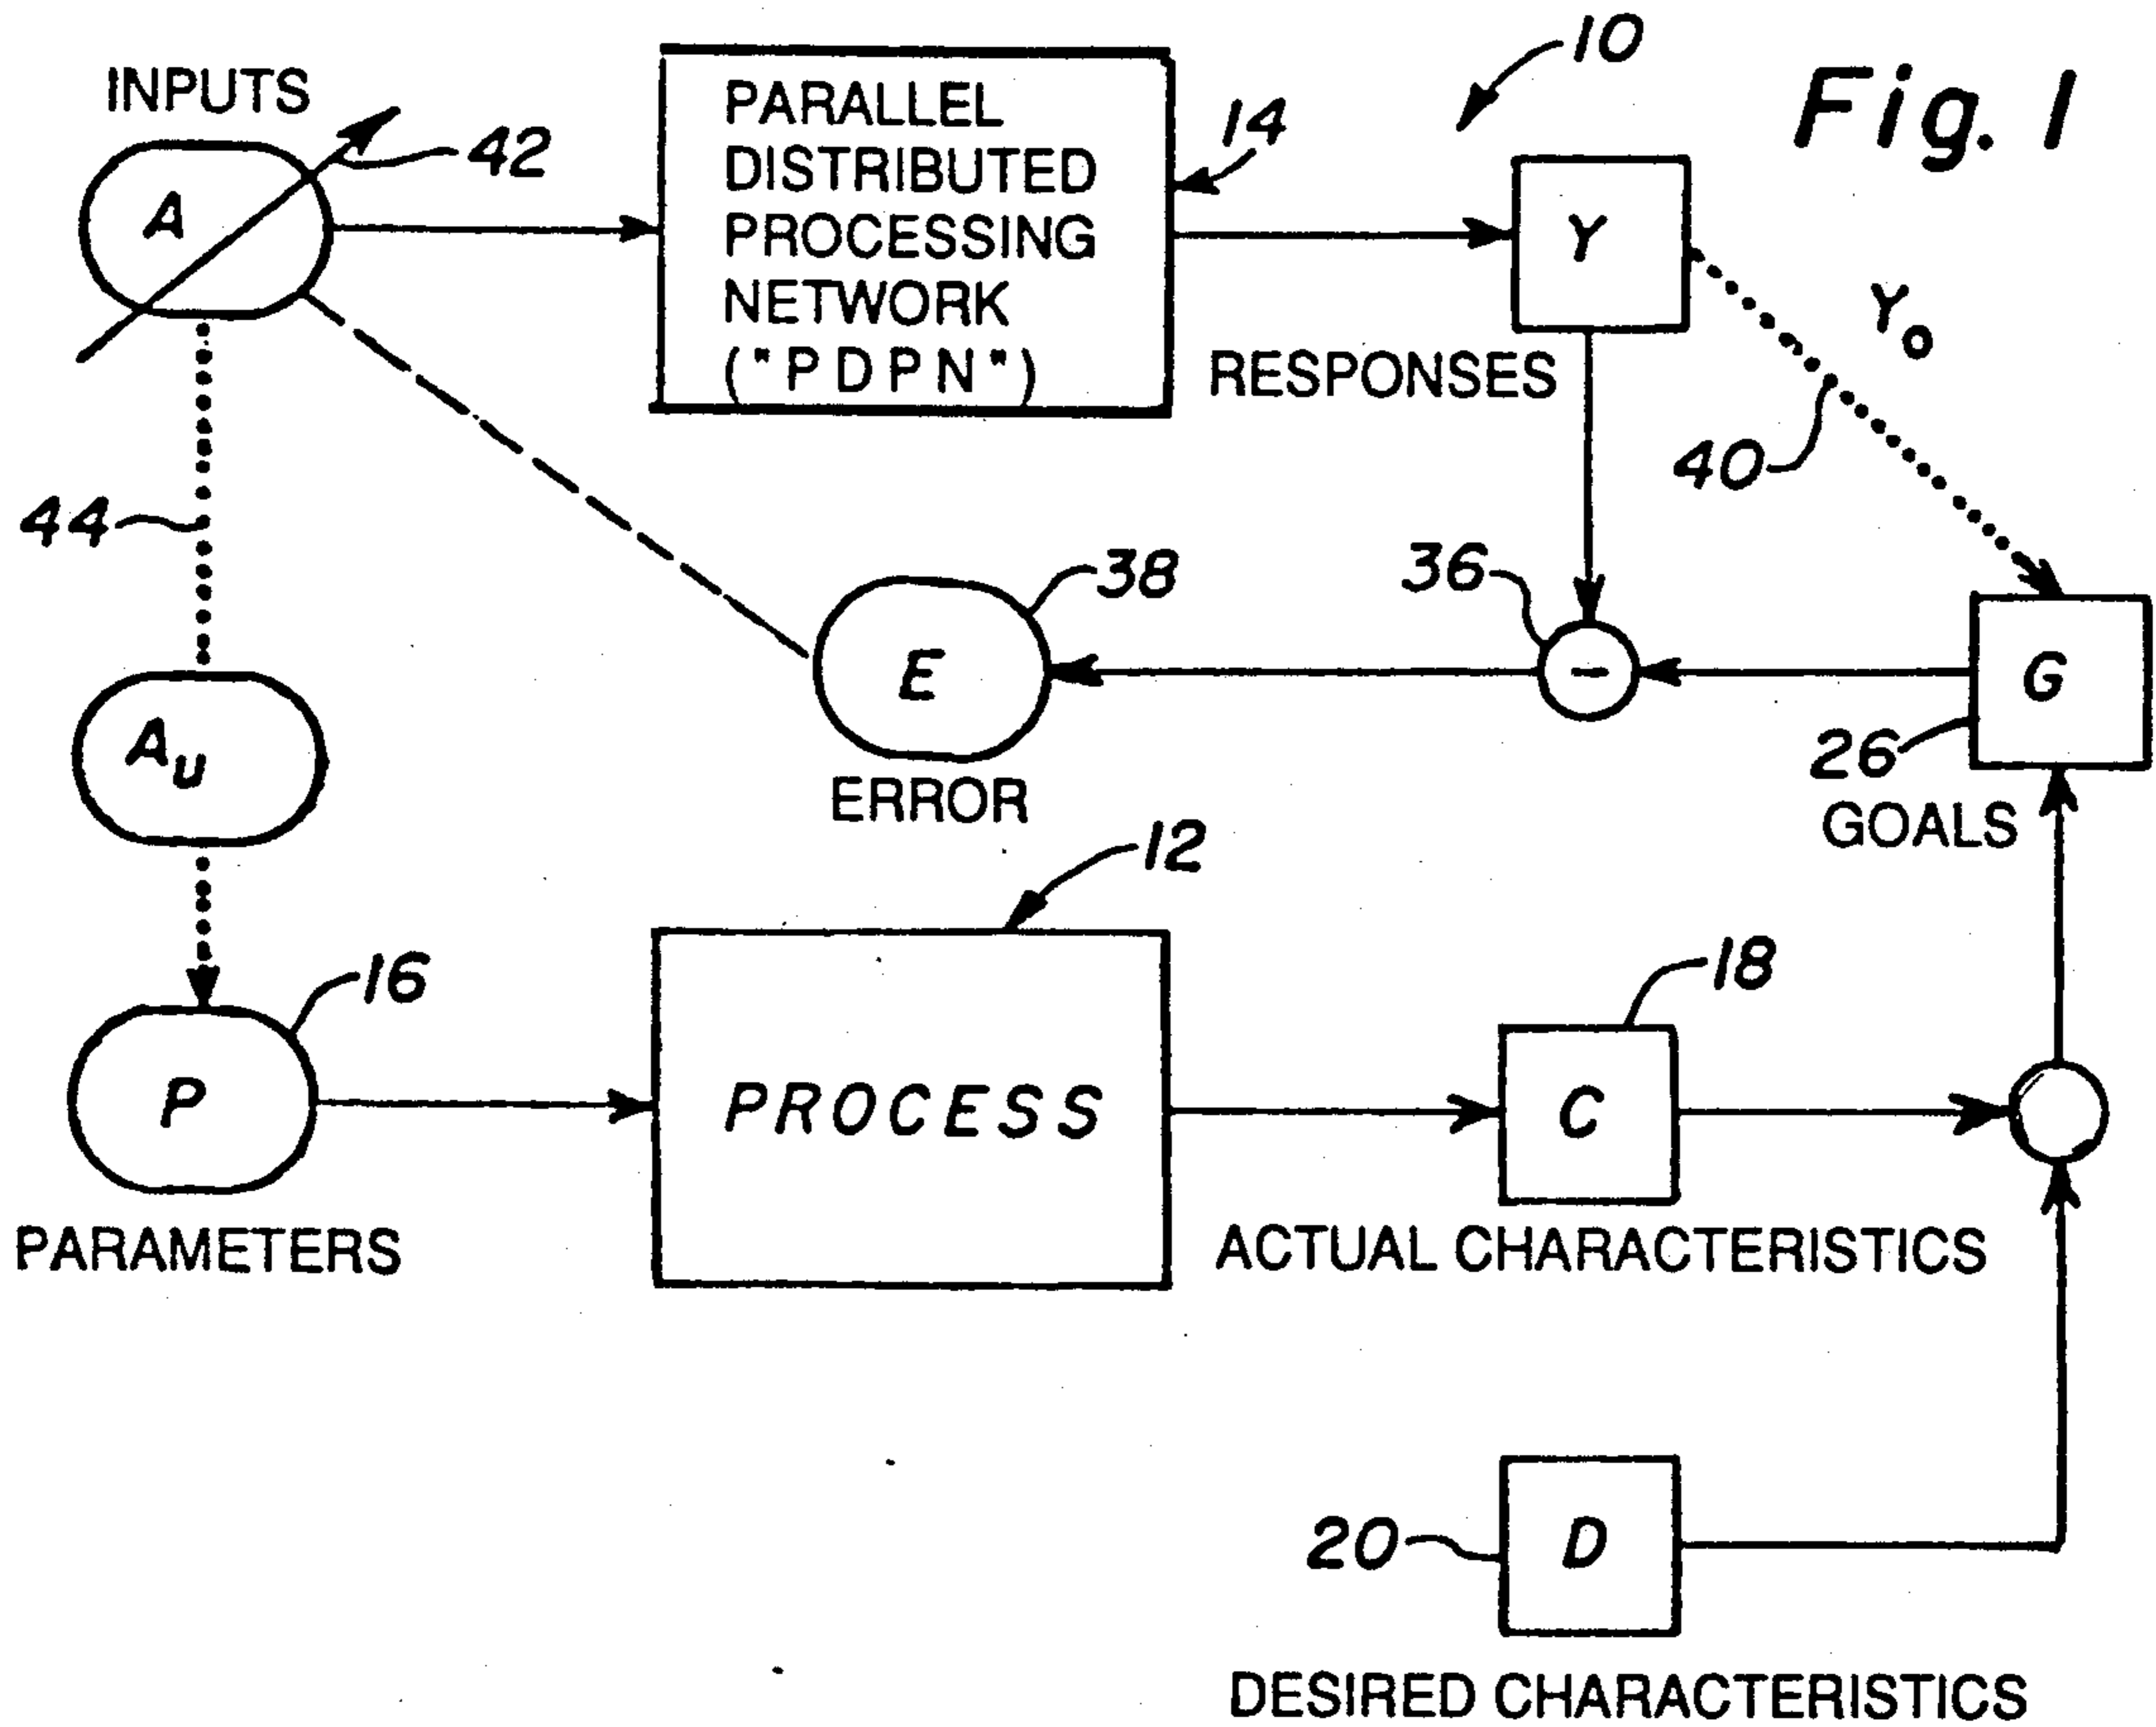 10
Fig. 1
INPUTS
42
14
A
PARALLEL
DISTRIBUTED
PROCESSING
NETWORK
("PDPN")
Y
Y₀
RESPONSES
40
44
36
38
E
−
G
26
ERROR
GOALS
Aᵤ
12
16
18
P
PROCESS
C
PARAMETERS
ACTUAL CHARACTERISTICS
20
D
DESIRED CHARACTERISTICS